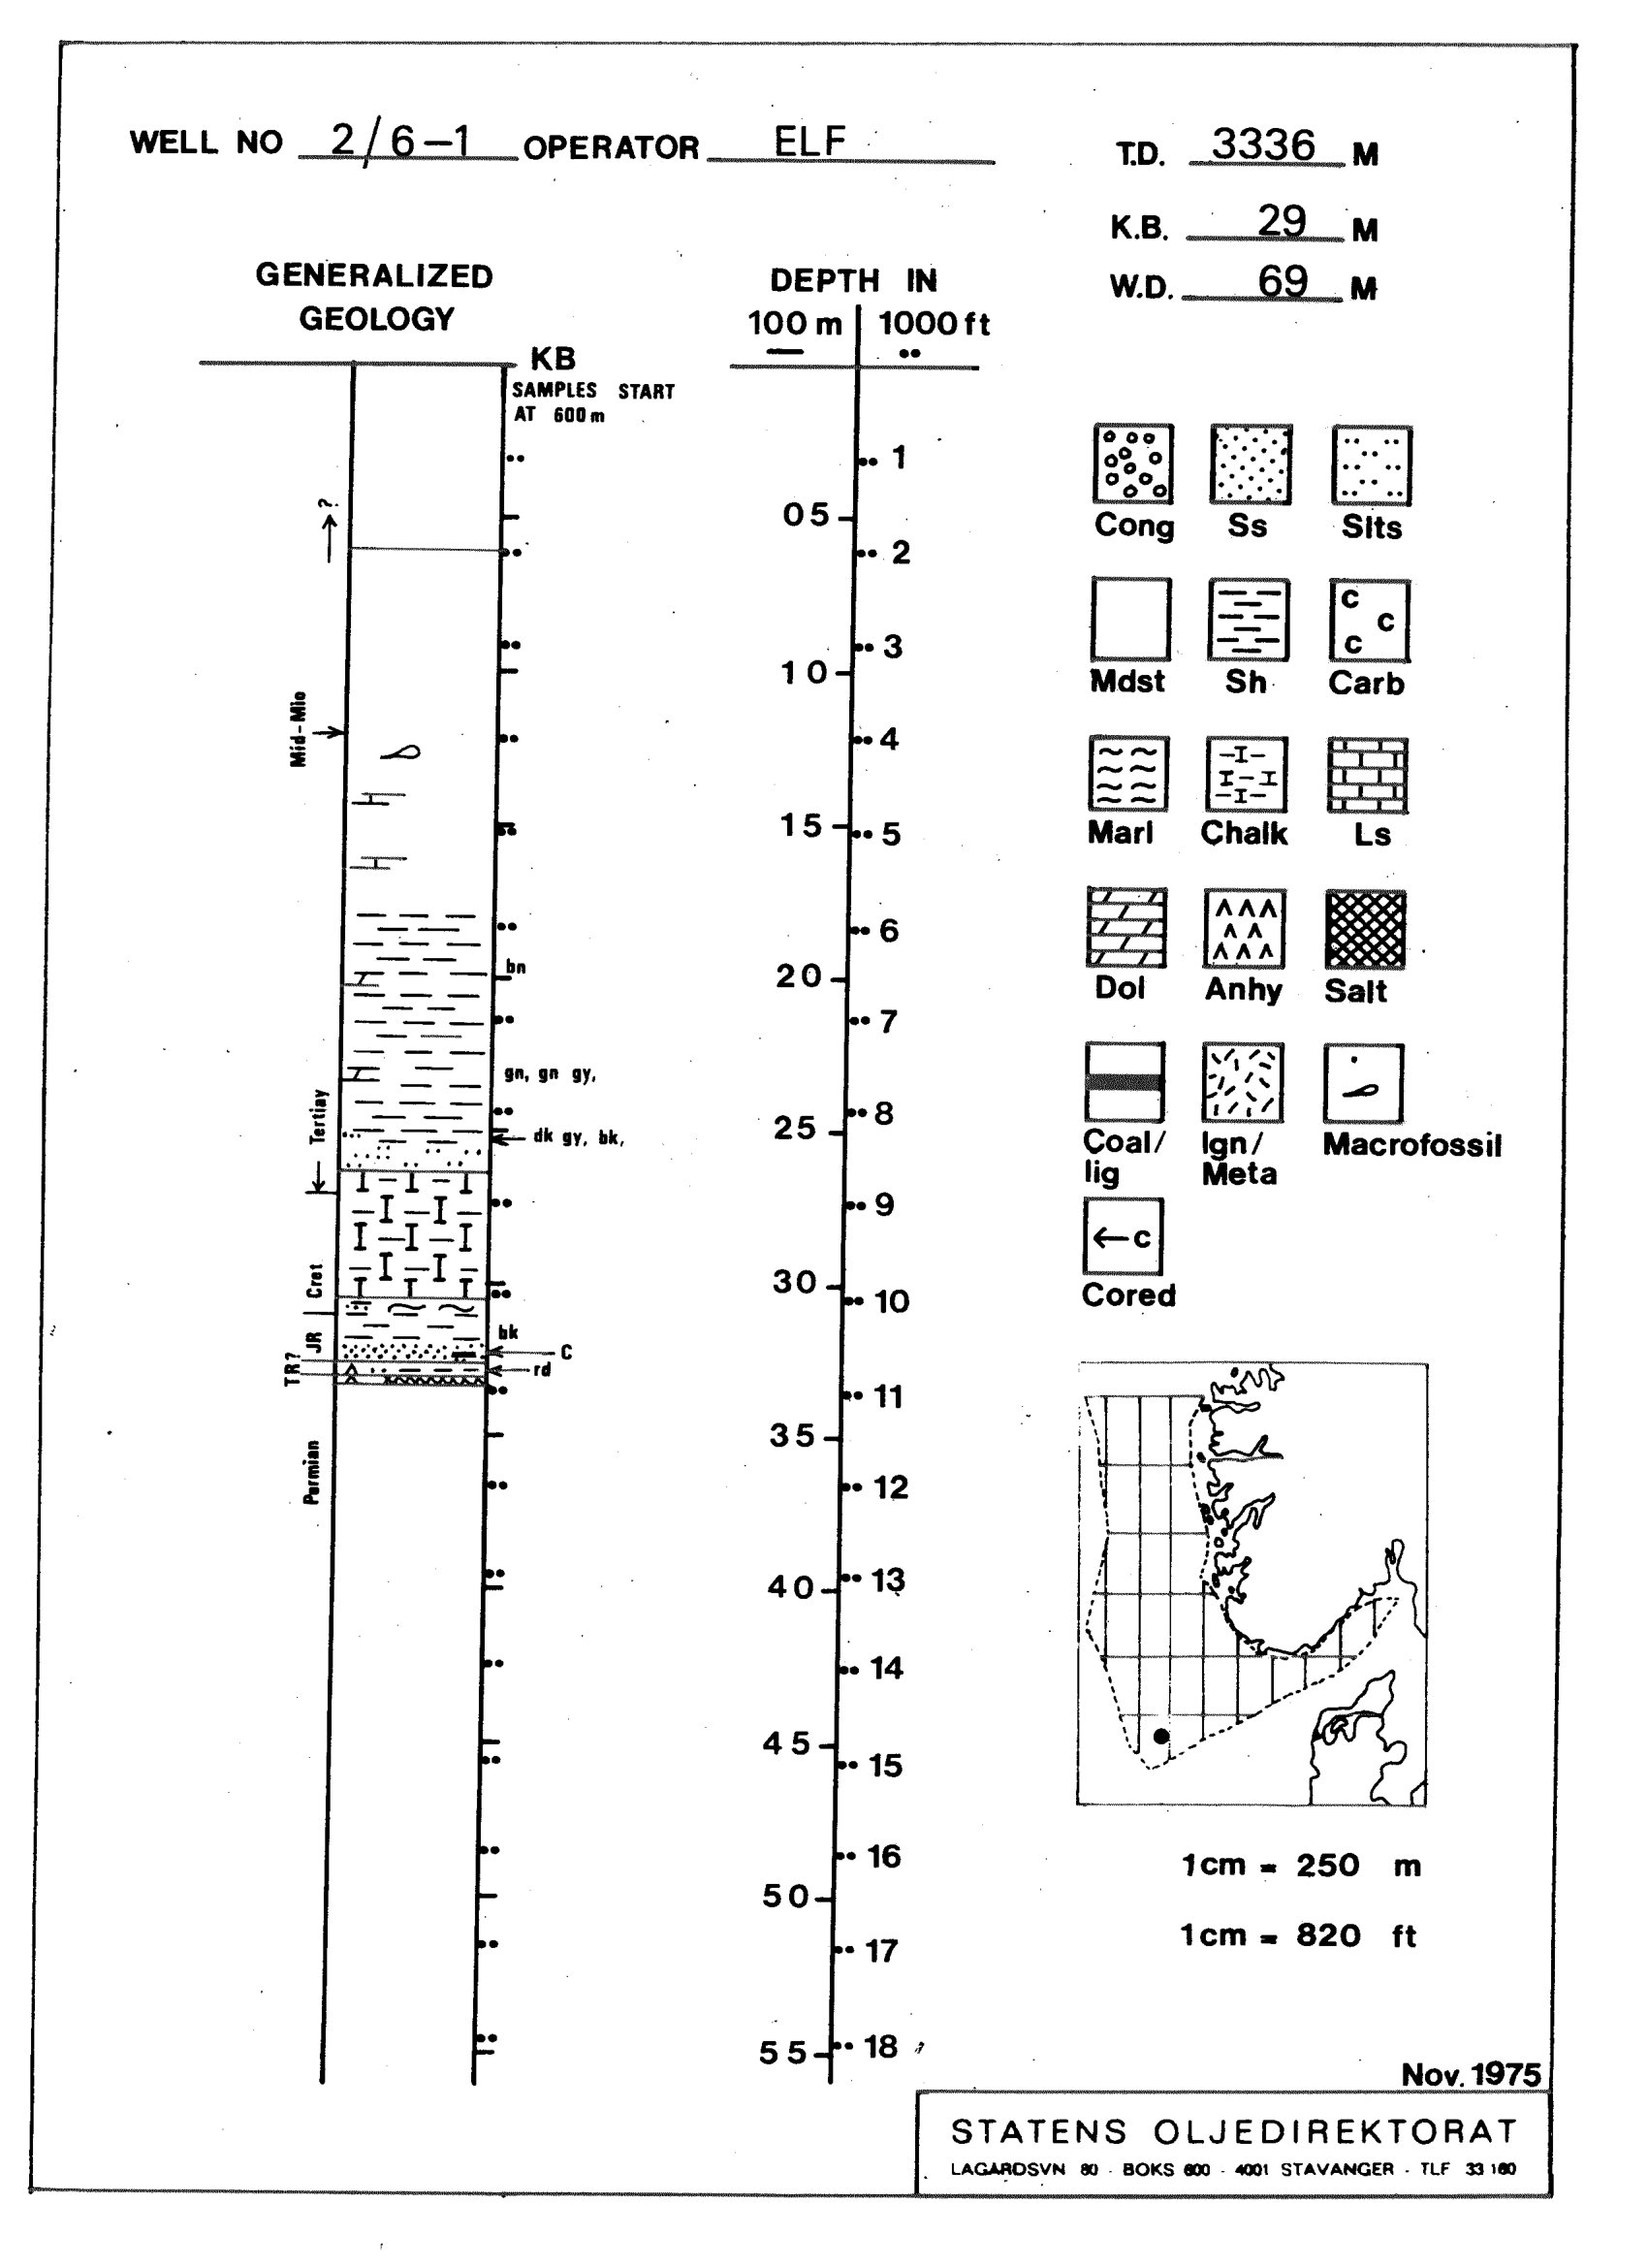 WELL NO 2/6-1 OPERATOR ELF
T.D. 3336 M
K.B. 29 M
W.D. 69 M
GENERALIZED
GEOLOGY
DEPTH IN
100 m 1000 ft
KB
SAMPLES START
AT 600 m
?
Mid-Mio
bn
gn, gn gy,
Tertiay
dk gy, bk,
Cret
JR
bk
C
TR?
rd
Permian
1
05
2
3
10
4
15
5
6
20
7
8
25
9
30
10
11
35
12
40
13
14
45
15
16
50
17
55
18
Cong Ss Slts
c
c
c
Mdst Sh Carb
Marl Chalk Ls
Dol Anhy Salt
Coal/ Ign/ Macrofossil
lig Meta
c
Cored
1cm = 250 m
1cm = 820 ft
Nov. 1975
STATENS OLJEDIREKTORAT
LAGÅRDSVN 80 - BOKS 600 - 4001 STAVANGER - TLF 33 160